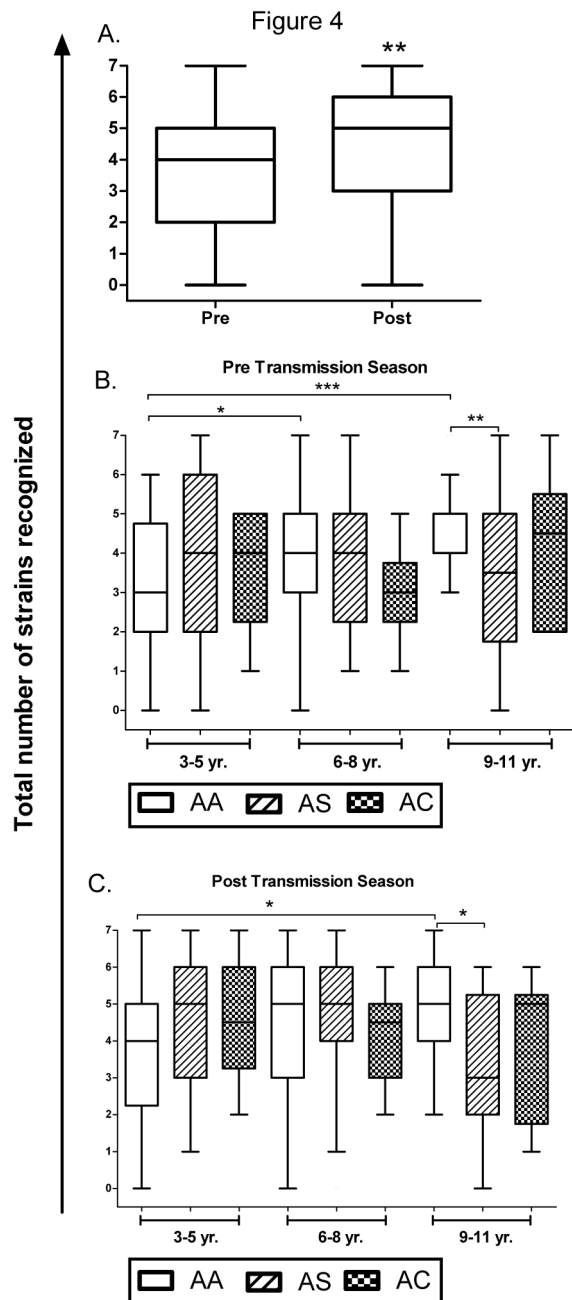 Figure 4
A.
**
7
6
5
4
3
2
1
0
Pre Post
Total number of strains recognized
B.
Pre Transmission Season
***
*
**
7
6
5
4
3
2
1
0
3-5 yr. 6-8 yr. 9-11 yr.
AA AS AC
C.
Post Transmission Season
*
*
7
6
5
4
3
2
1
0
3-5 yr. 6-8 yr. 9-11 yr.
AA AS AC